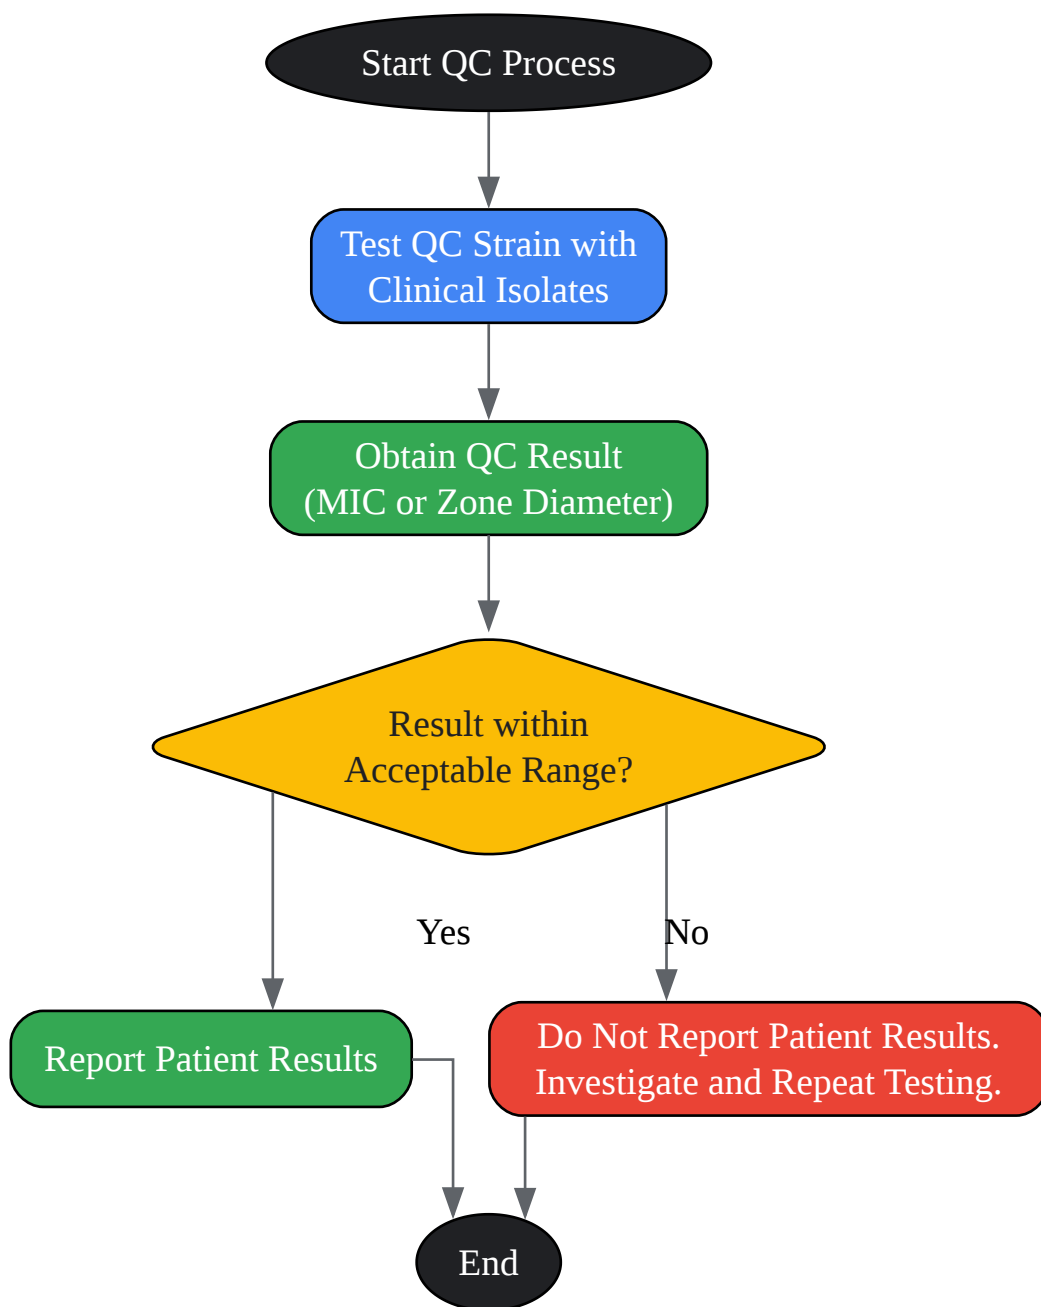 Start QC Process
Test QC Strain with
Clinical Isolates
Obtain QC Result
(MIC or Zone Diameter)
Result within
Acceptable Range?
Yes
No
Report Patient Results
Do Not Report Patient Results.
Investigate and Repeat Testing.
End